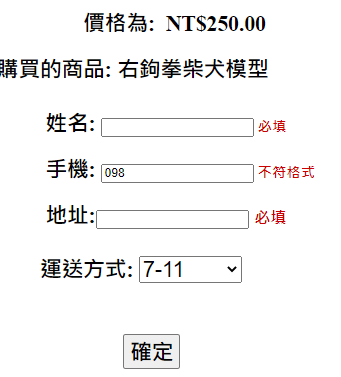 價格為: NT$250.00
購買的商品: 右鉤拳柴犬模型
姓名: 必填
手機: 098 不符格式
地址: 必填
運送方式: 7-11
確定